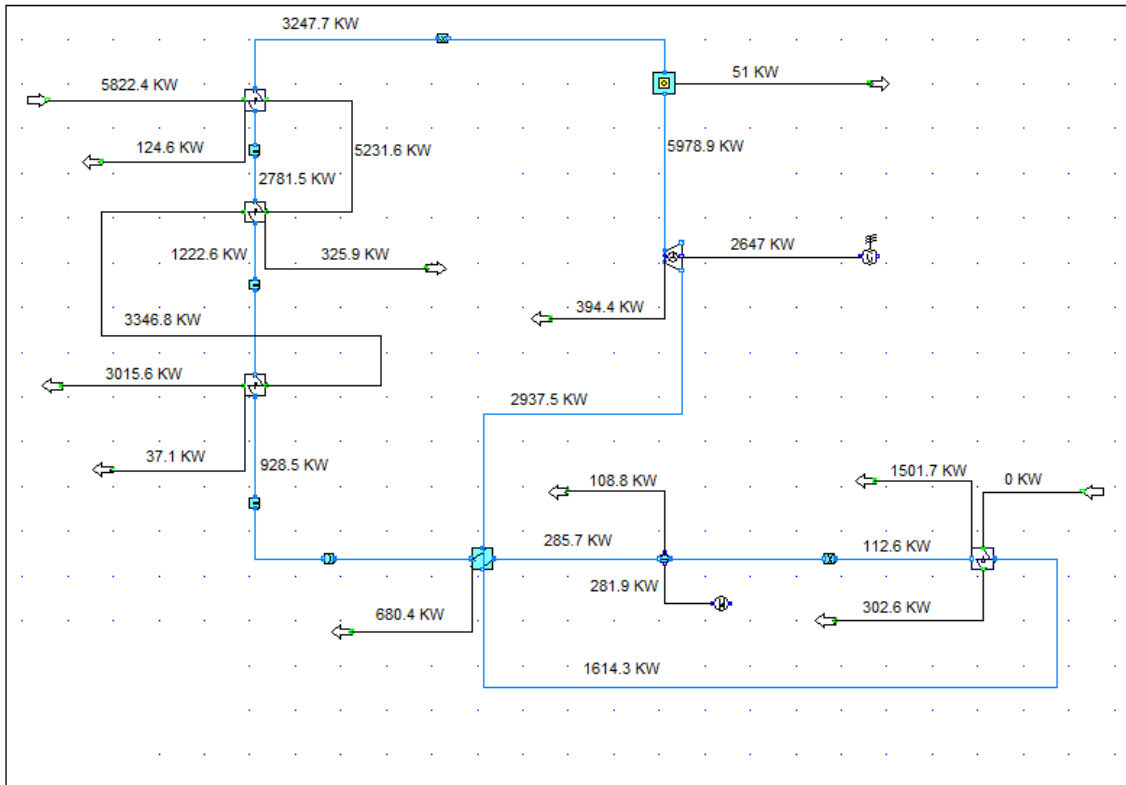 3247.7 KW
5822.4 KW
51 KW
124.6 KW
5231.6 KW
5978.9 KW
2781.5 KW
1222.6 KW
325.9 KW
2647 KW
394.4 KW
3346.8 KW
3015.6 KW
2937.5 KW
37.1 KW
928.5 KW
108.8 KW
1501.7 KW
0 KW
285.7 KW
112.6 KW
281.9 KW
302.6 KW
680.4 KW
1614.3 KW